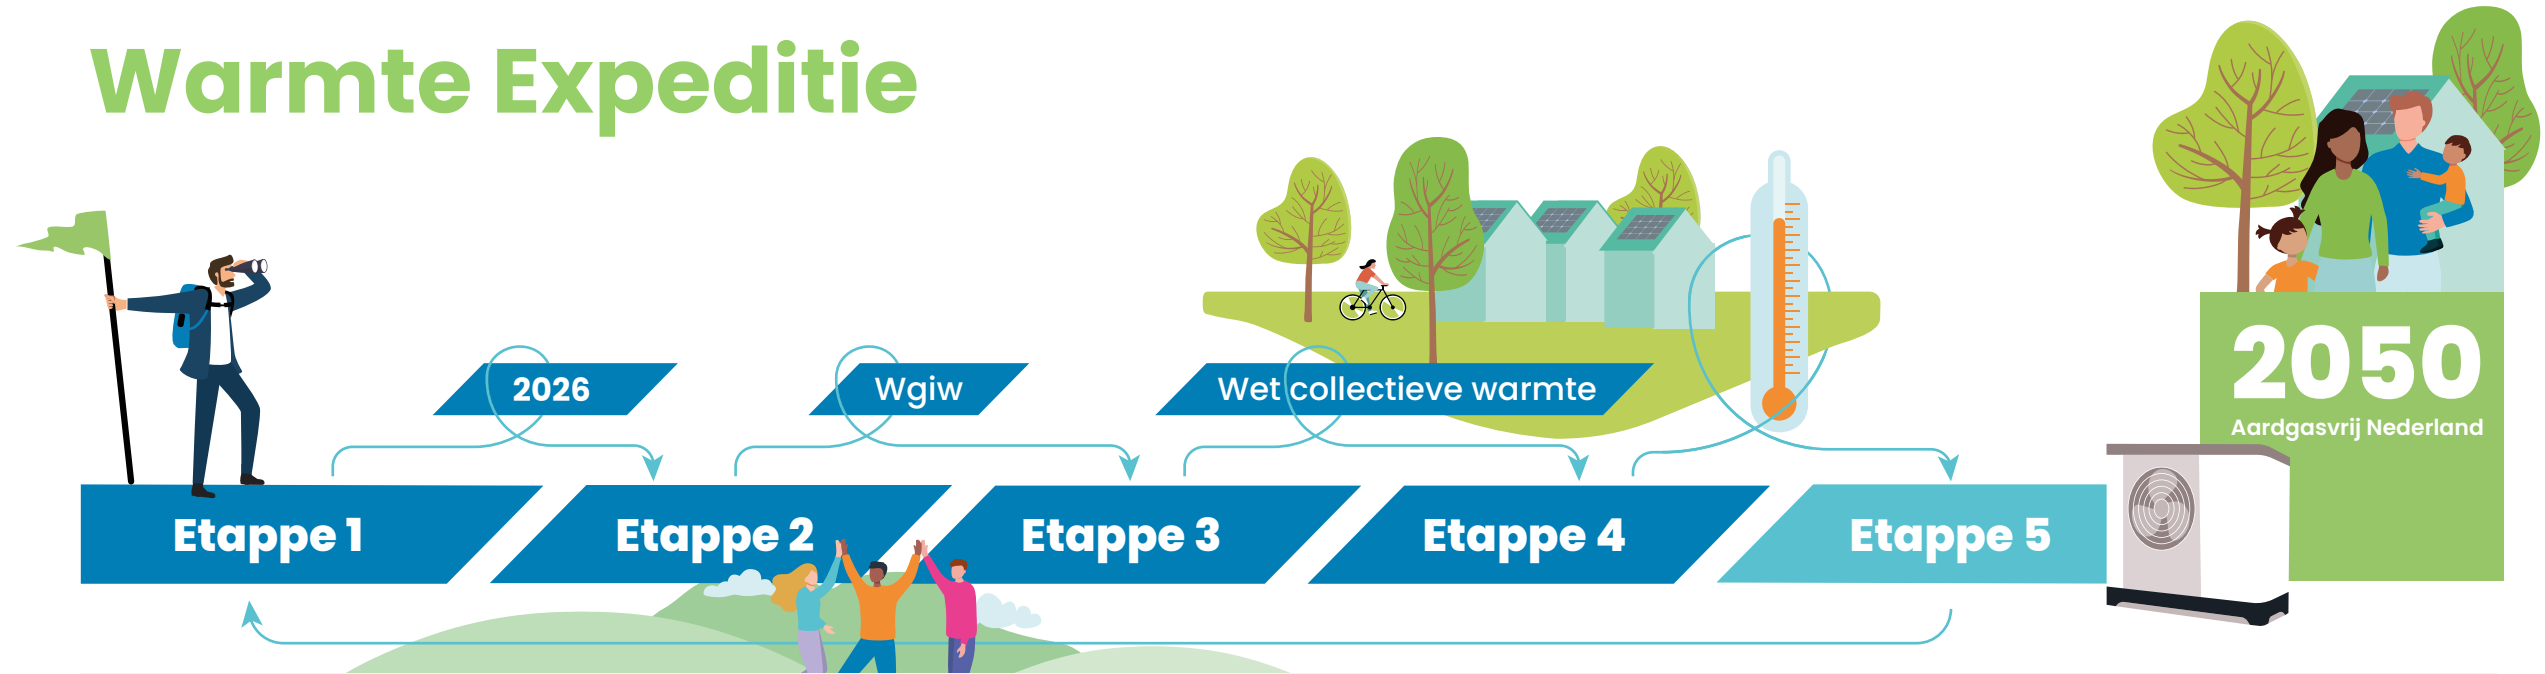 Warmte Expeditie
2026
Wgiw
Wet collectieve warmte
2050
Aardgasvrij Nederland
Etappe 1
Etappe 2
Etappe 3
Etappe 4
Etappe 5